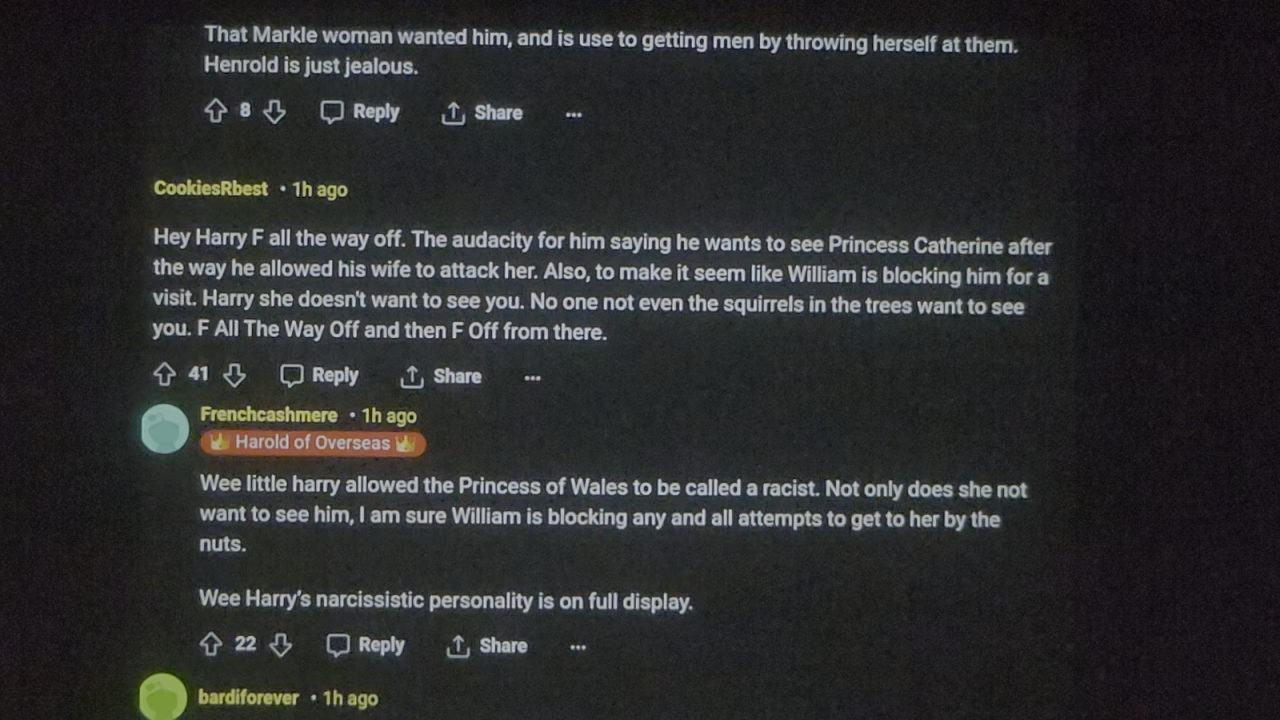 That Markle woman wanted him, and is use to getting men by throwing herself at them.
Henrold is just jealous.
8 Reply Share ...
CookiesRbest • 1h ago
Hey Harry F all the way off. The audacity for him saying he wants to see Princess Catherine after
the way he allowed his wife to attack her. Also, to make it seem like William is blocking him for a
visit. Harry she doesn't want to see you. No one not even the squirrels in the trees want to see
you. F All The Way Off and then F Off from there.
41 Reply Share ...
Frenchcashmere • 1h ago
Harold of Overseas
Wee little harry allowed the Princess of Wales to be called a racist. Not only does she not
want to see him, I am sure William is blocking any and all attempts to get to her by the
nuts.
Wee Harry's narcissistic personality is on full display.
22 Reply Share ...
bardiforever • 1h ago